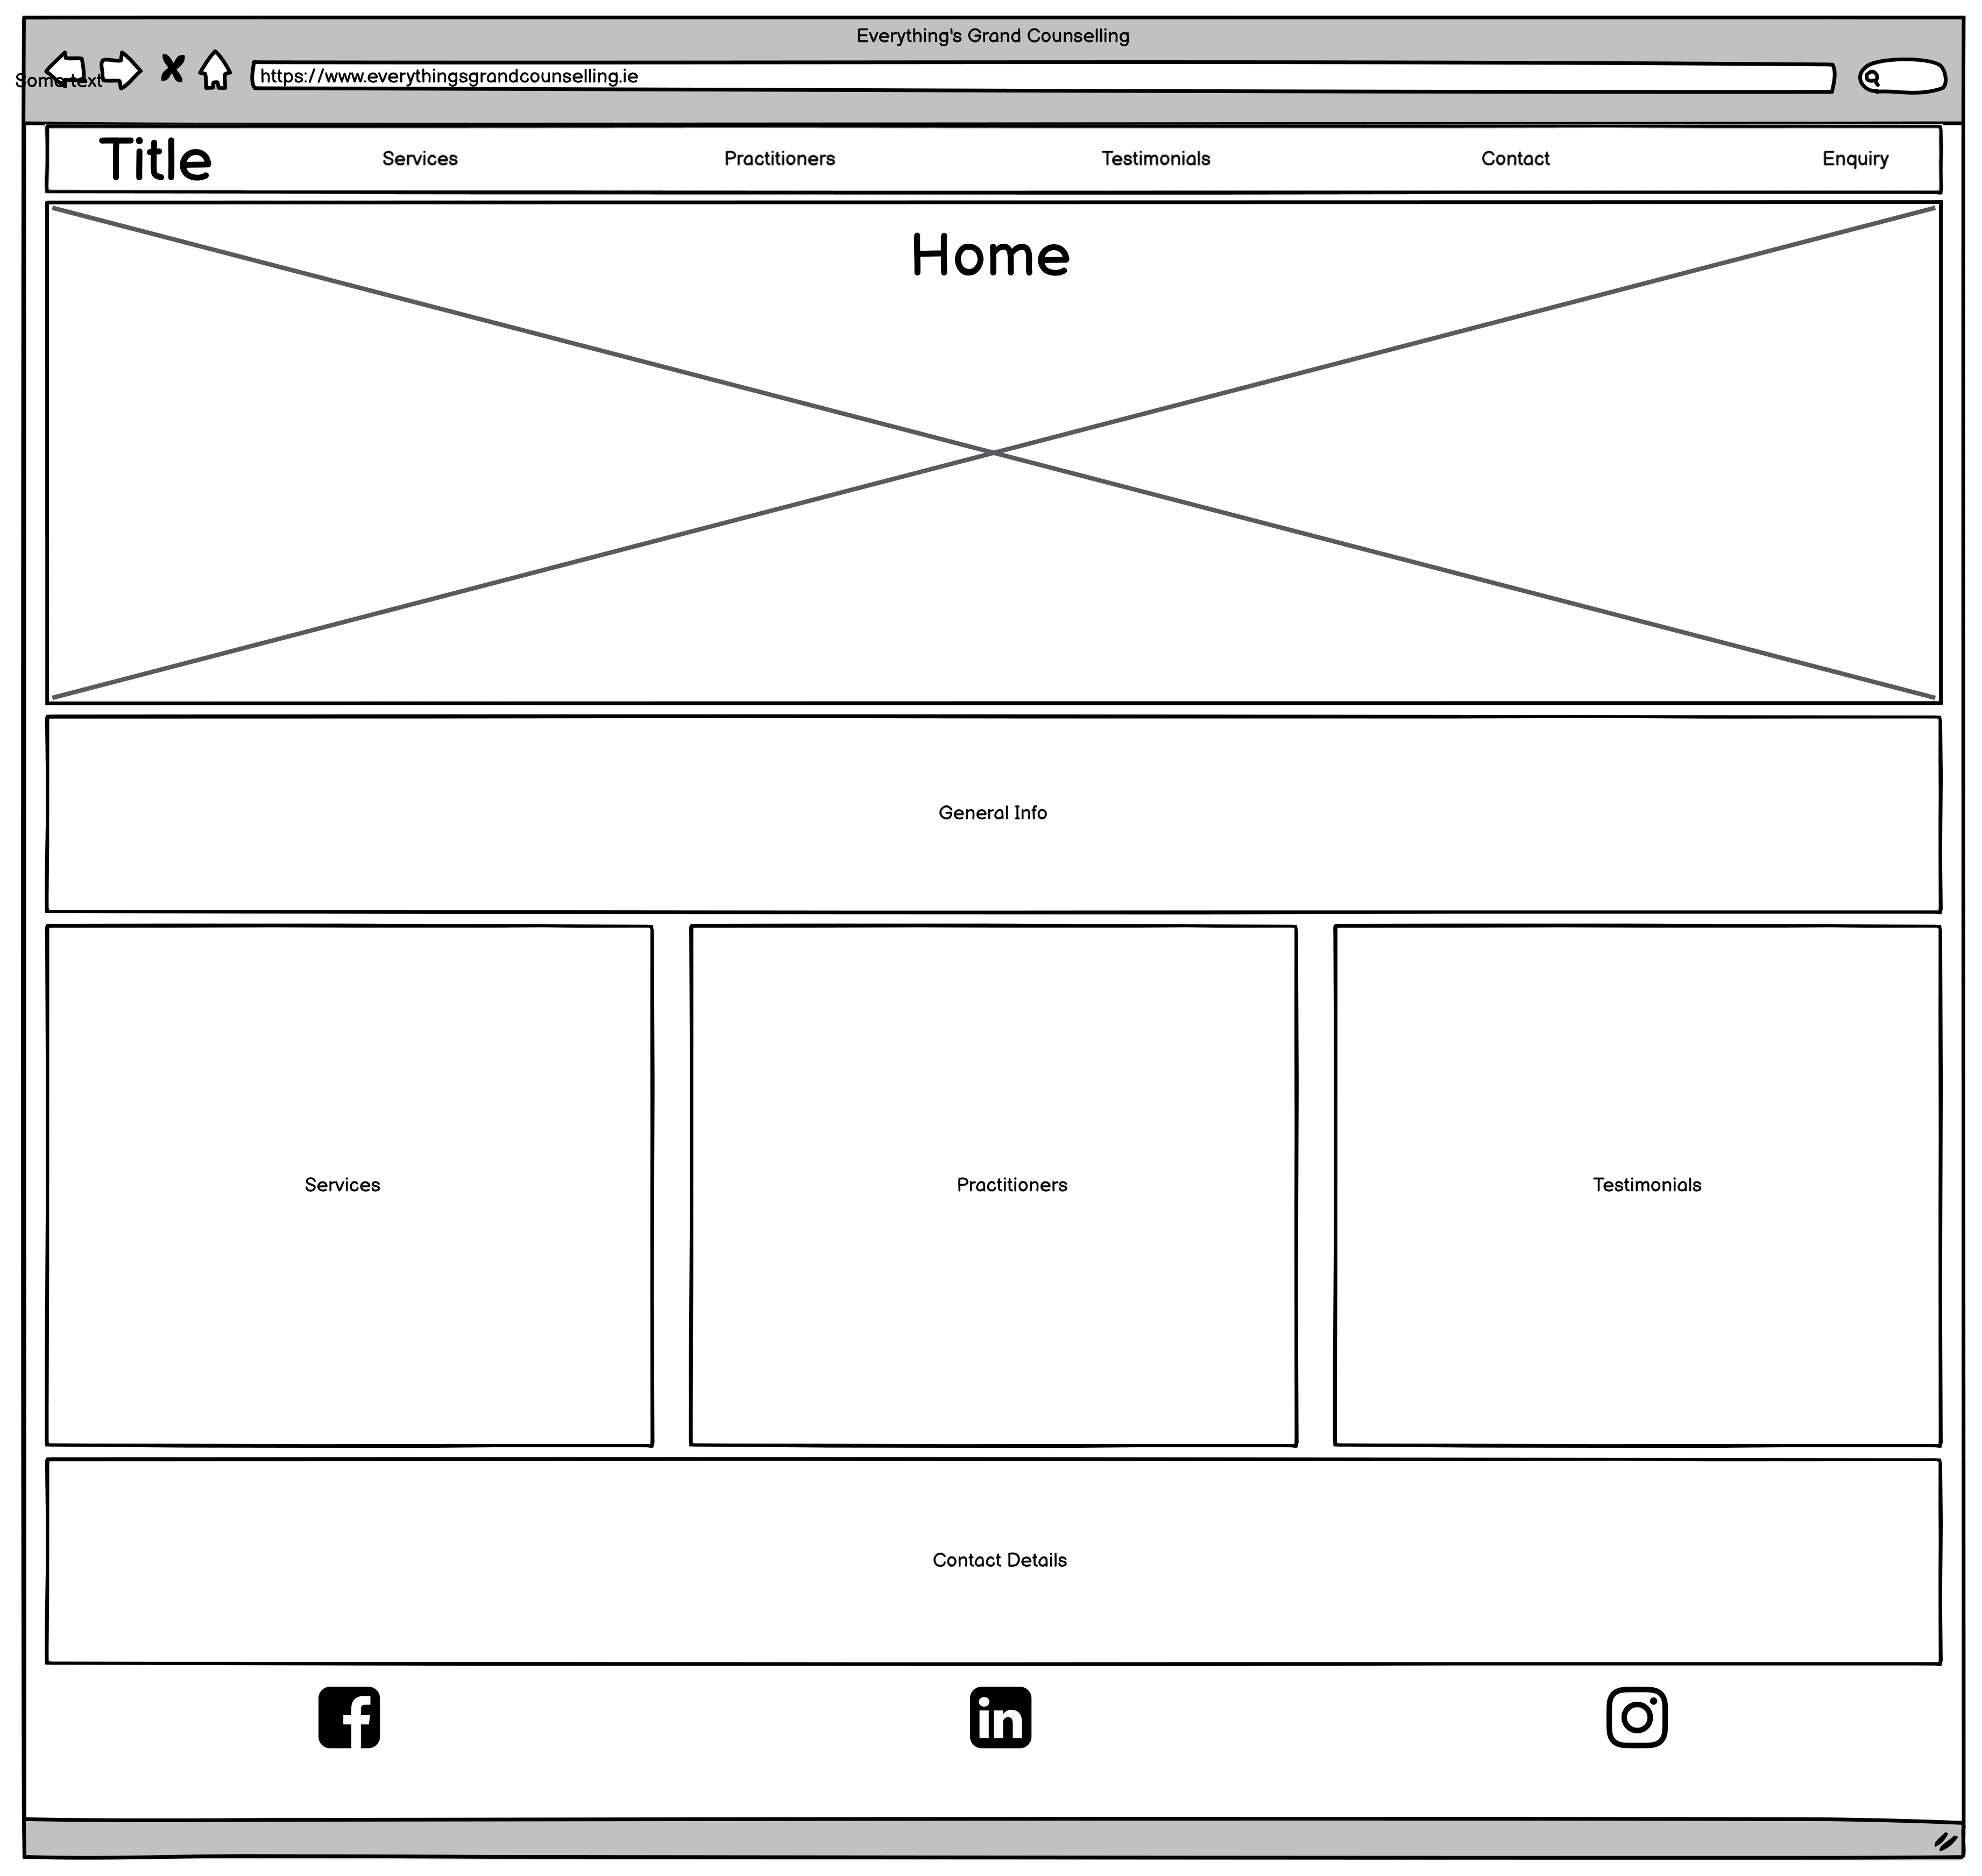 Everything's Grand Counselling
Some text
https://www.everythingsgrandcounselling.ie
Title Services Practitioners Testimonials Contact Enquiry
Home
General Info
Services Practitioners Testimonials
Contact Details